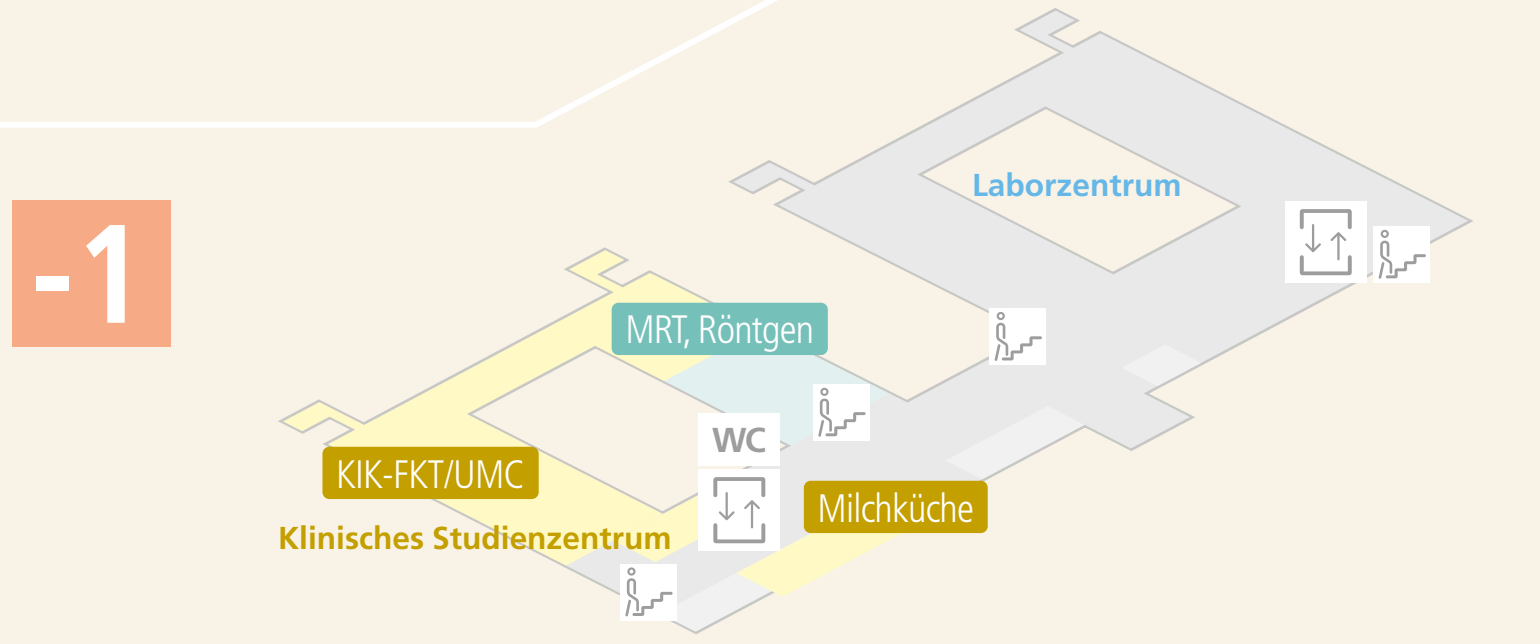 Laborzentrum
-1
MRT, Röntgen
WC
KIK-FKT/UMC
Milchküche
Klinisches Studienzentrum